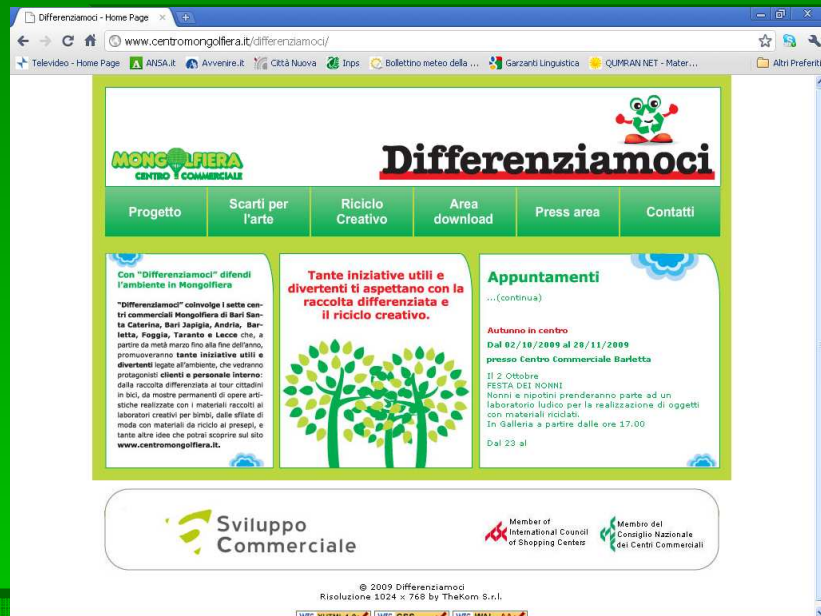 Differenziamoci - Home Page
www.centromongolfiera.it/differenziamoci/
Televideo - Home Page ANSA.it Avvenire.it Città Nuova Inps Bollettino meteo della ... Garzanti Linguistica QUMRAN NET - Mater... Altri Preferiti
MONGOLFIERA
CENTRO COMMERCIALE
Differenziamoci
Progetto
Scarti per
l'arte
Riciclo
Creativo
Area
download
Press area
Contatti
Con "Differenziamoci" difendi
l'ambiente in Mongolfiera
"Differenziamoci" coinvolge i sette cen-
tri commerciali Mongolfiera di Bari San-
ta Caterina, Bari Japigia, Andria, Bar-
letta, Foggia, Taranto e Lecce che, a
partire da metà marzo fino alla fine dell'anno,
promuoveranno tante iniziative utili e
divertenti legate all'ambiente, che vedranno
protagonisti clienti e personale interno:
dalla raccolta differenziata ai tour cittadini
in bici, da mostre permanenti di opere arti-
stiche realizzate con i materiali raccolti ai
laboratori creativi per bimbi, dalle sfilate di
moda con materiali da riciclo ai presepi, e
tante altre idee che potrai scoprire sul sito
www.centromongolfiera.it.
Tante iniziative utili e
divertenti ti aspettano con la
raccolta differenziata e
il riciclo creativo.
Appuntamenti
...(continua)
Autunno in centro
Dal 02/10/2009 al 28/11/2009
presso Centro Commerciale Barletta
Il 2 Ottobre
FESTA DEI NONNI
Nonni e nipotini prenderanno parte ad un
laboratorio ludico per la realizzazione di oggetti
con materiali riciclati.
In Galleria a partire dalle ore 17.00
Dal 23 al
Sviluppo
Commerciale
Member of
International Council
of Shopping Centers
Membro del
Consiglio Nazionale
dei Centri Commerciali
© 2009 Differenziamoci
Risoluzione 1024 x 768 by TheKom S.r.l.